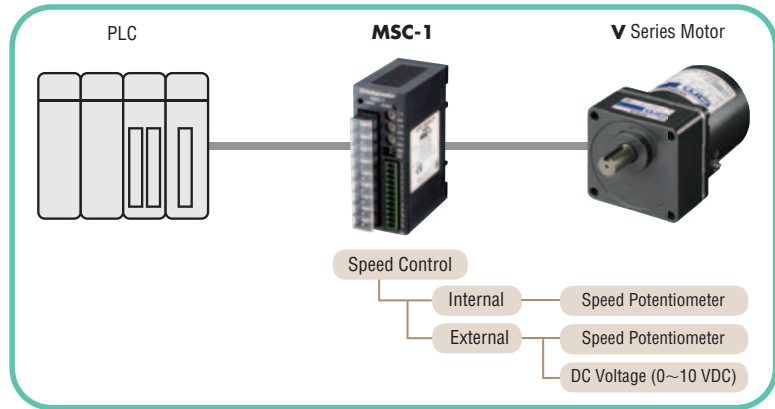 PLC
MSC-1
V Series Motor
Speed Control
Internal
Speed Potentiometer
External
Speed Potentiometer
DC Voltage (0~10 VDC)